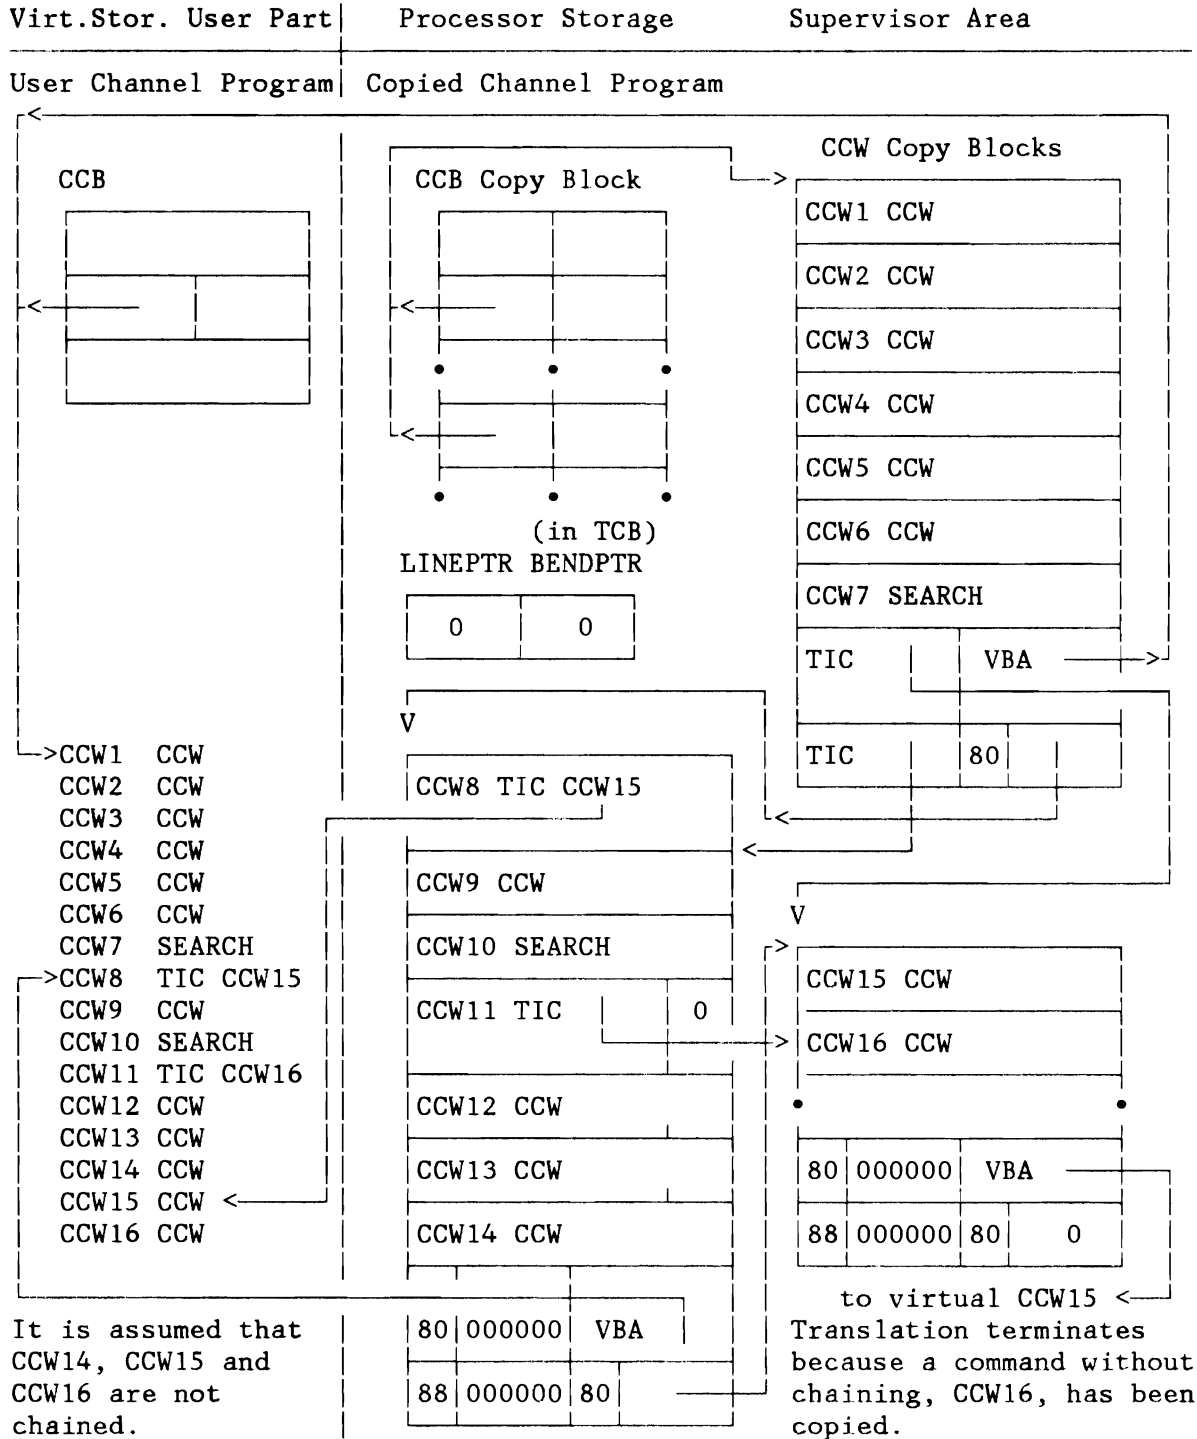 Virt.Stor. User Part Processor Storage Supervisor Area
User Channel Program Copied Channel Program
CCW Copy Blocks
CCB CCB Copy Block
CCW1 CCW
CCW2 CCW
CCW3 CCW
CCW4 CCW
CCW5 CCW
(in TCB)
CCW6 CCW
LINEPTR BENDPTR
CCW7 SEARCH
0 0
TIC VBA
V
TIC 80
CCW1 CCW
CCW2 CCW
CCW3 CCW
CCW4 CCW
CCW5 CCW
CCW6 CCW
CCW7 SEARCH
CCW8 TIC CCW15
CCW9 CCW
CCW10 SEARCH
CCW11 TIC CCW16
CCW12 CCW
CCW13 CCW
CCW14 CCW
CCW15 CCW
CCW16 CCW
CCW8 TIC CCW15
CCW9 CCW
CCW10 SEARCH
CCW11 TIC 0
CCW12 CCW
CCW13 CCW
CCW14 CCW
80 000000 VBA
88 000000 80
V
CCW15 CCW
CCW16 CCW
80 000000 VBA
88 000000 80 0
to virtual CCW15
It is assumed that
CCW14, CCW15 and
CCW16 are not
chained.
Translation terminates
because a command without
chaining, CCW16, has been
copied.